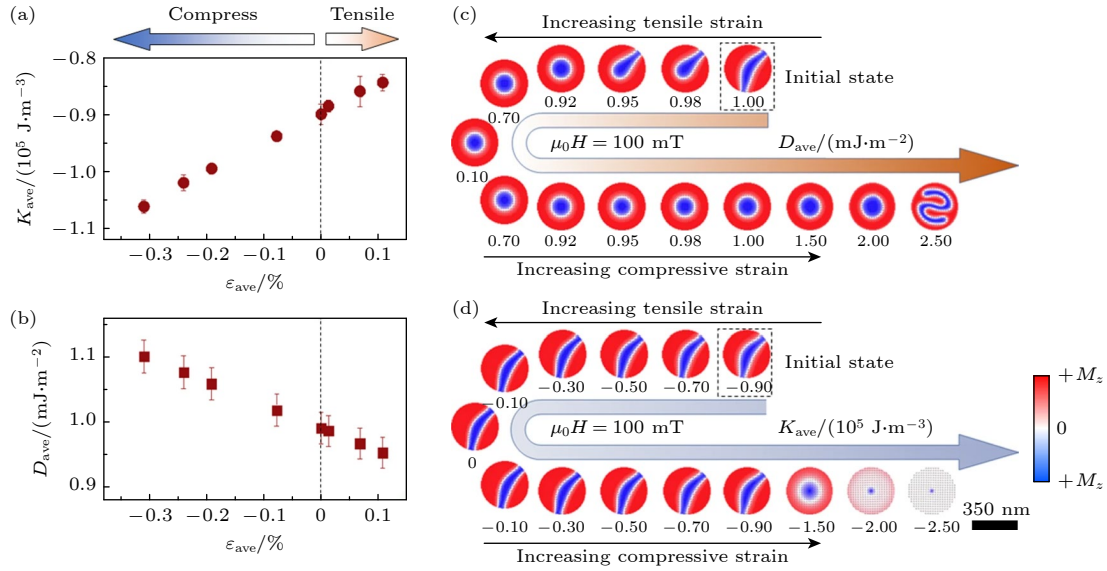 (a)
Compress
Tensile
−0.8
−0.9
−1.0
−1.1
K_ave/(10^5 J·m^−3)
−0.3 −0.2 −0.1 0 0.1
ε_ave/%
(b)
1.1
1.0
0.9
D_ave/(mJ·m^−2)
−0.3 −0.2 −0.1 0 0.1
ε_ave/%
(c)
Increasing tensile strain
Initial state
0.92 0.95 0.98 1.00
0.70
μ_0H = 100 mT D_ave/(mJ·m^−2)
0.10
0.70 0.92 0.95 0.98 1.00 1.50 2.00 2.50
Increasing compressive strain
(d)
Increasing tensile strain
Initial state
−0.30 −0.50 −0.70 −0.90
−0.10
μ_0H = 100 mT K_ave/(10^5 J·m^−3)
0
−0.10 −0.30 −0.50 −0.70 −0.90 −1.50 −2.00 −2.50
Increasing compressive strain
+M_z
0
+M_z
350 nm